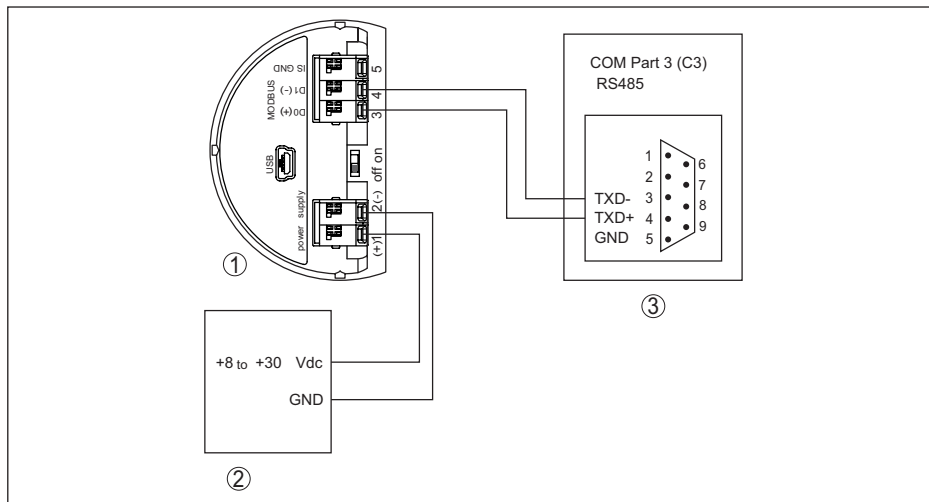 IS GND
5
MODBUS
D1 (-)
4
D0 (+)
3
USB
off on
power supply
2
(-)
1
(+)
①
+8 to +30 Vdc
GND
②
COM Part 3 (C3)
RS485
1
6
2
7
TXD- 3
8
TXD+ 4
9
GND 5
③